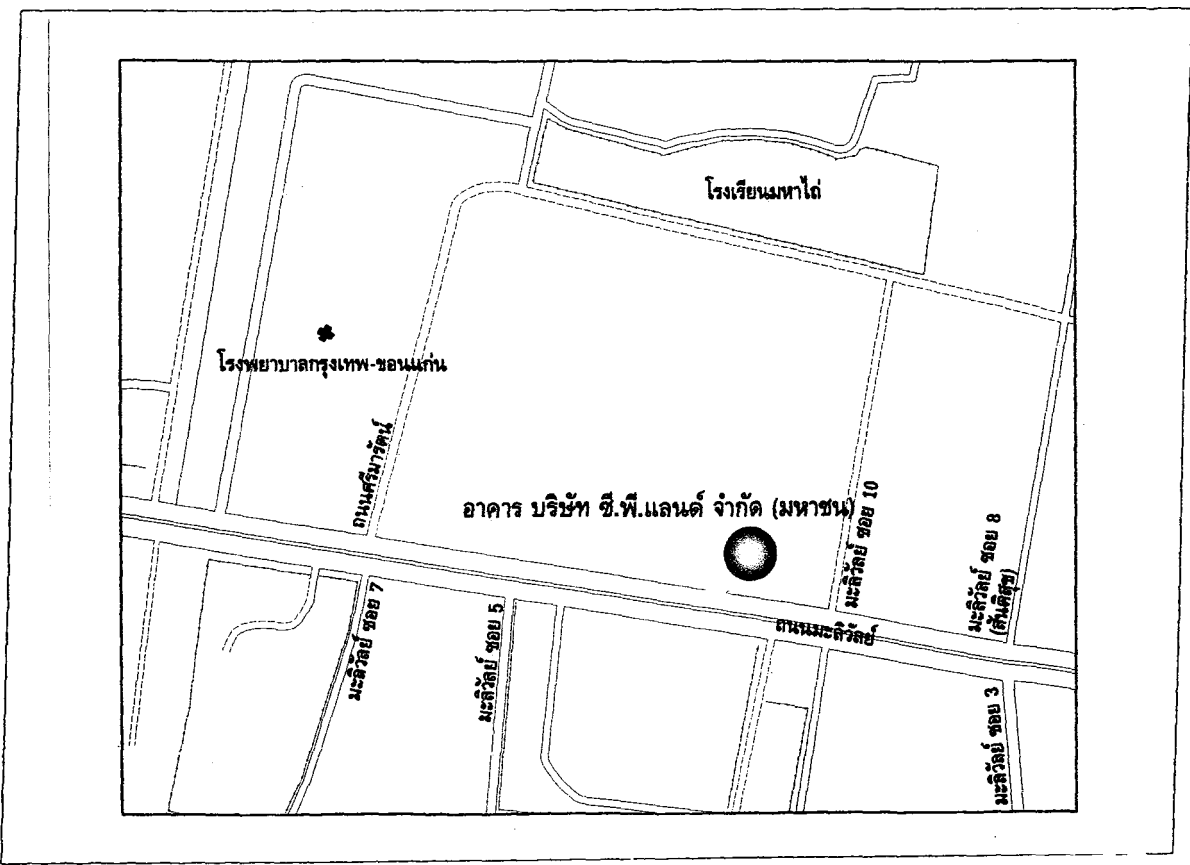 โรงเรียนมหาไถ่
โรงพยาบาลกรุงเทพ-ขอนแก่น
ถนนศรีมารัตน์
อาคาร บริษัท ซี.พี.แลนด์ จำกัด (มหาชน)
มะลิวัลย์ ซอย 10
มะลิวัลย์ ซอย 8
(สันติสุข)
ถนนมะลิวัลย์
มะลิวัลย์ ซอย 7
มะลิวัลย์ ซอย 5
มะลิวัลย์ ซอย 3